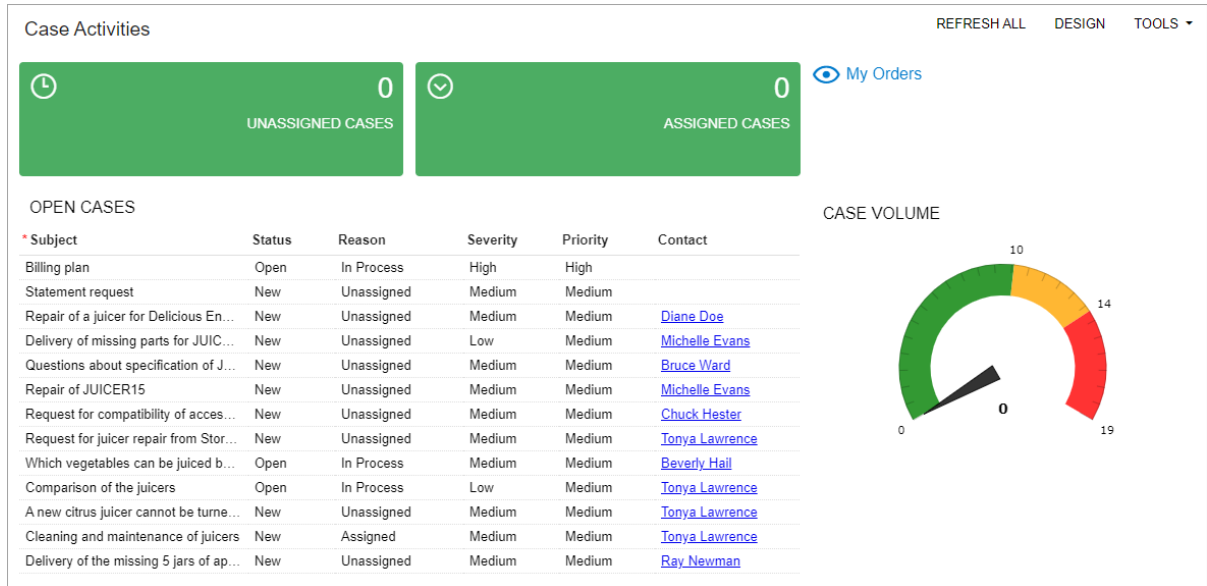 Case Activities REFRESH ALL DESIGN TOOLS
0 0 My Orders
UNASSIGNED CASES ASSIGNED CASES
OPEN CASES
CASE VOLUME
* Subject Status Reason Severity Priority Contact
Billing plan Open In Process High High
Statement request New Unassigned Medium Medium
Repair of a juicer for Delicious En... New Unassigned Medium Medium Diane Doe
Delivery of missing parts for JUIC... New Unassigned Low Medium Michelle Evans
Questions about specification of J... New Unassigned Medium Medium Bruce Ward
Repair of JUICER15 New Unassigned Medium Medium Michelle Evans
Request for compatibility of acces... New Unassigned Medium Medium Chuck Hester
Request for juicer repair from Stor... New Unassigned Medium Medium Tonya Lawrence
Which vegetables can be juiced b... Open In Process Medium Medium Beverly Hail
Comparison of the juicers Open In Process Low Medium Tonya Lawrence
A new citrus juicer cannot be turne... New Unassigned Medium Medium Tonya Lawrence
Cleaning and maintenance of juicers New Assigned Medium Medium Tonya Lawrence
Delivery of the missing 5 jars of ap... New Unassigned Medium Medium Ray Newman
10
14
0
0 19